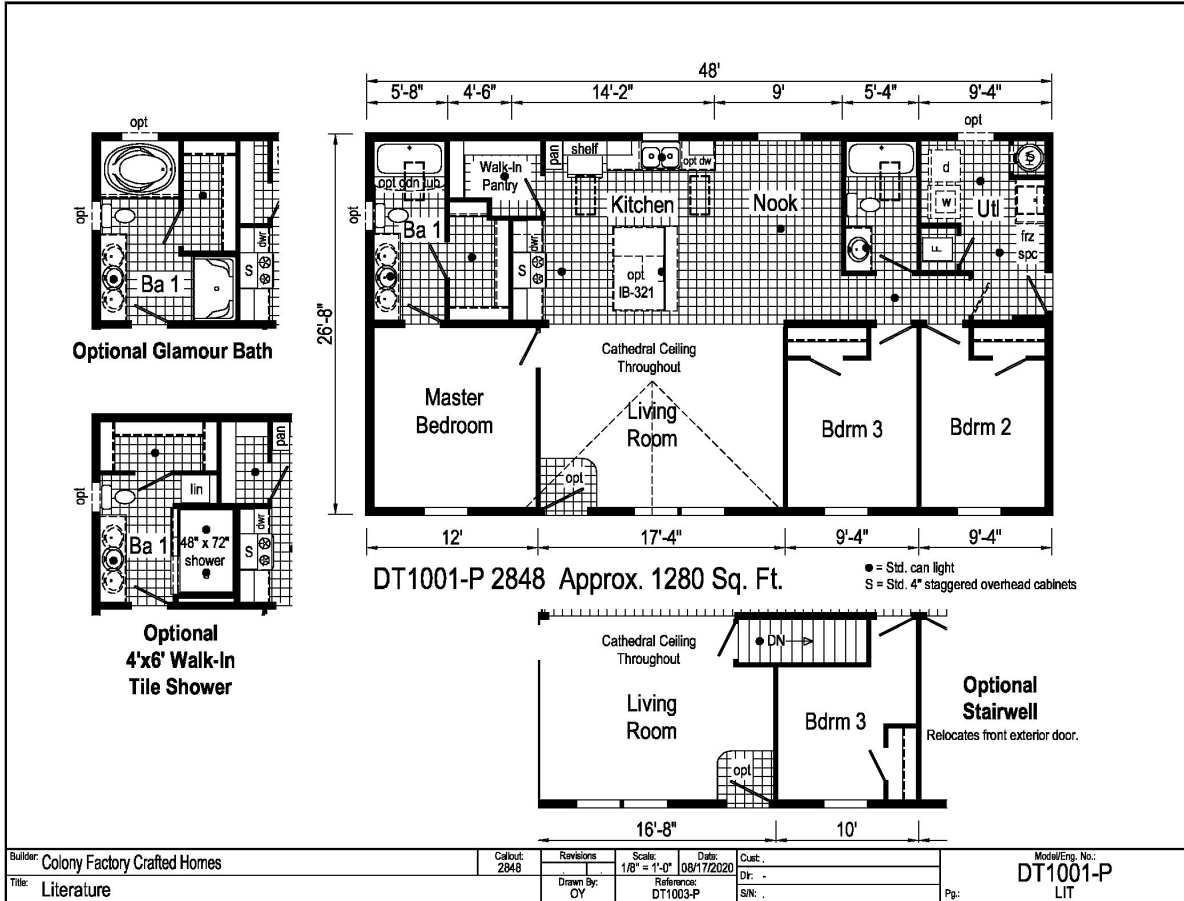 48'
5'-8" 4'-6" 14'-2" 9' 5'-4" 9'-4"
opt
opt
26'-8"
opt
pan
shelf
Walk-In
Pantry
opt dw
opt gdn tub
Ba 1
Kitchen
Nook
d
w
Utl
F
frz
spc
dwr
S
opt
IB-321
Cathedral Ceiling
Throughout
Master
Bedroom
Living
Room
opt
Bdrm 3
Bdrm 2
12' 17'-4" 9'-4" 9'-4"
DT1001-P 2848 Approx. 1280 Sq. Ft.
● = Std. can light
S = Std. 4" staggered overhead cabinets
opt
Ba 1
S
dwr
Optional Glamour Bath
opt
pan
lin
Ba 1
48" x 72"
shower
S
dwr
Optional
4'x6' Walk-In
Tile Shower
Cathedral Ceiling
Throughout
DN
Living
Room
Bdrm 3
opt
16'-8" 10'
Optional
Stairwell
Relocates front exterior door.
Builder: Colony Factory Crafted Homes
Title: Literature
Callout:
2848
Revisions
Drawn By:
OY
Scale:
1/8" = 1'-0"
Date:
08/17/2020
Reference:
DT1003-P
Cust: .
Dir: -
S/N: .
Model/Eng. No.:
DT1001-P
Pg.: LIT